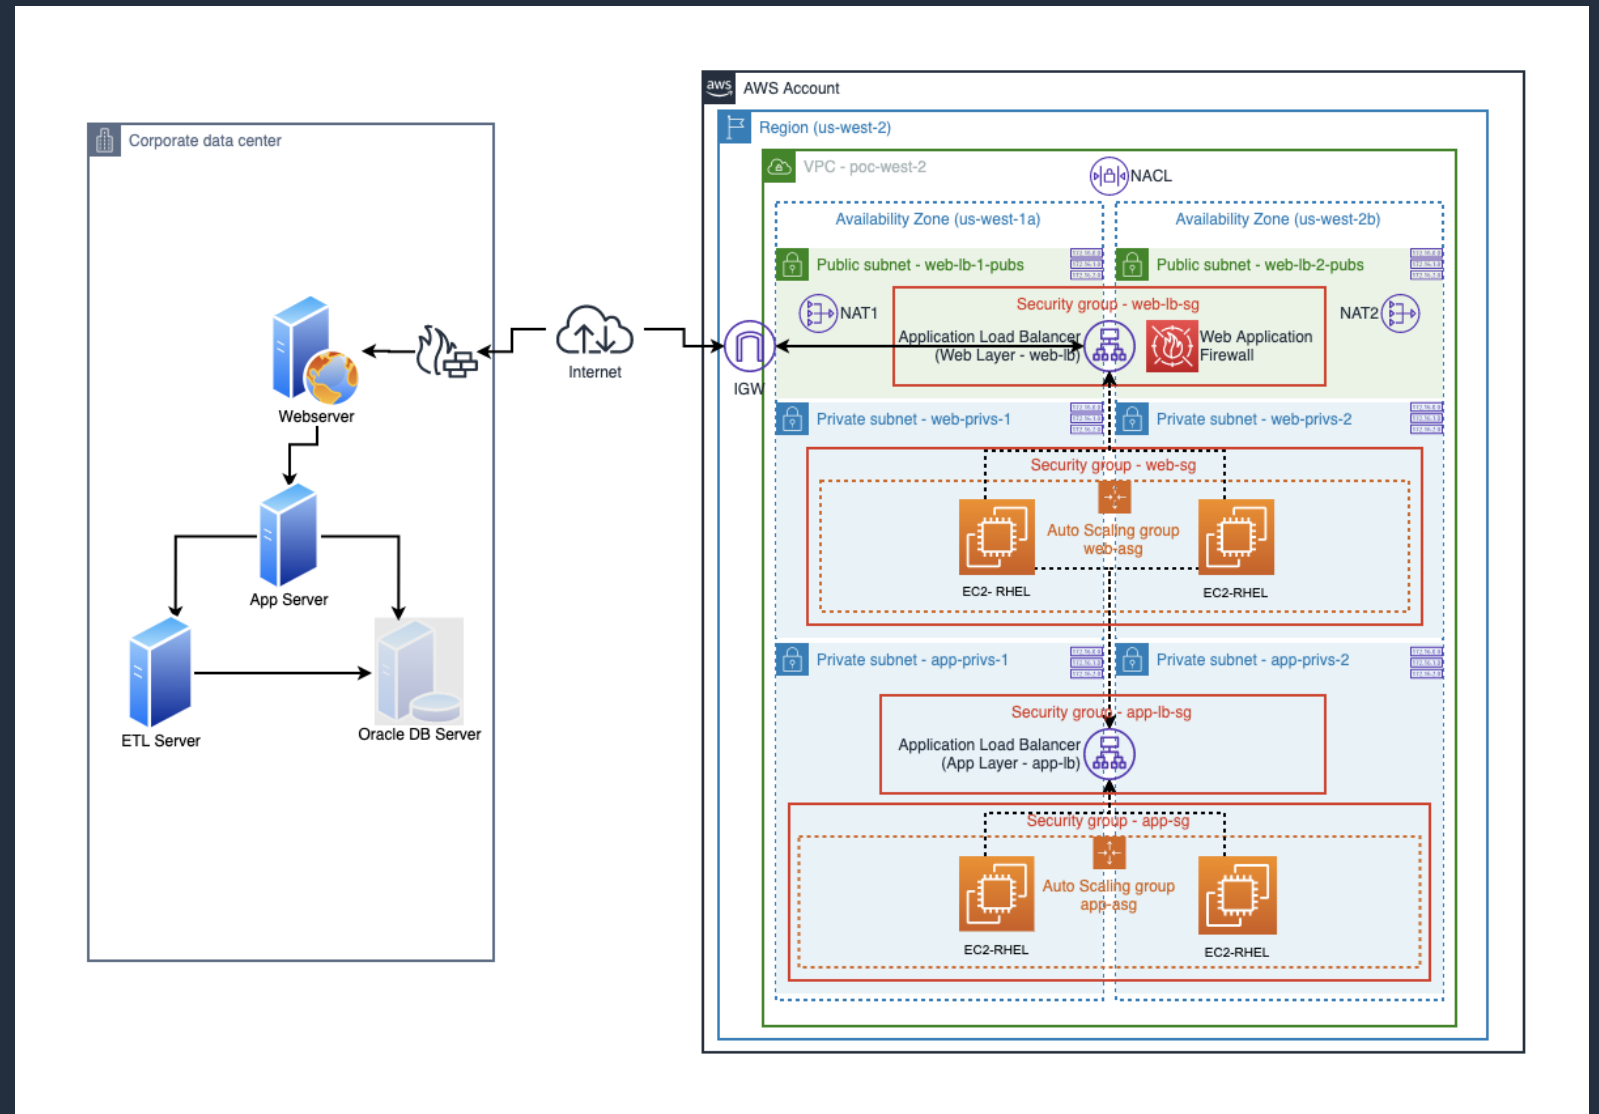 aws
AWS Account
Corporate data center
Region (us-west-2)
VPC - poc-west-2
NACL
Availability Zone (us-west-1a)
Availability Zone (us-west-2b)
Public subnet - web-lb-1-pubs
Public subnet - web-lb-2-pubs
Security group - web-lb-sg
NAT1
NAT2
Application Load Balancer
(Web Layer - web-lb)
Web Application
Firewall
Internet
IGW
Webserver
Private subnet - web-privs-1
Private subnet - web-privs-2
Security group - web-sg
Auto Scaling group
web-asg
EC2- RHEL
EC2-RHEL
App Server
Private subnet - app-privs-1
Private subnet - app-privs-2
Security group - app-lb-sg
ETL Server
Oracle DB Server
Application Load Balancer
(App Layer - app-lb)
Security group - app-sg
Auto Scaling group
app-asg
EC2-RHEL
EC2-RHEL